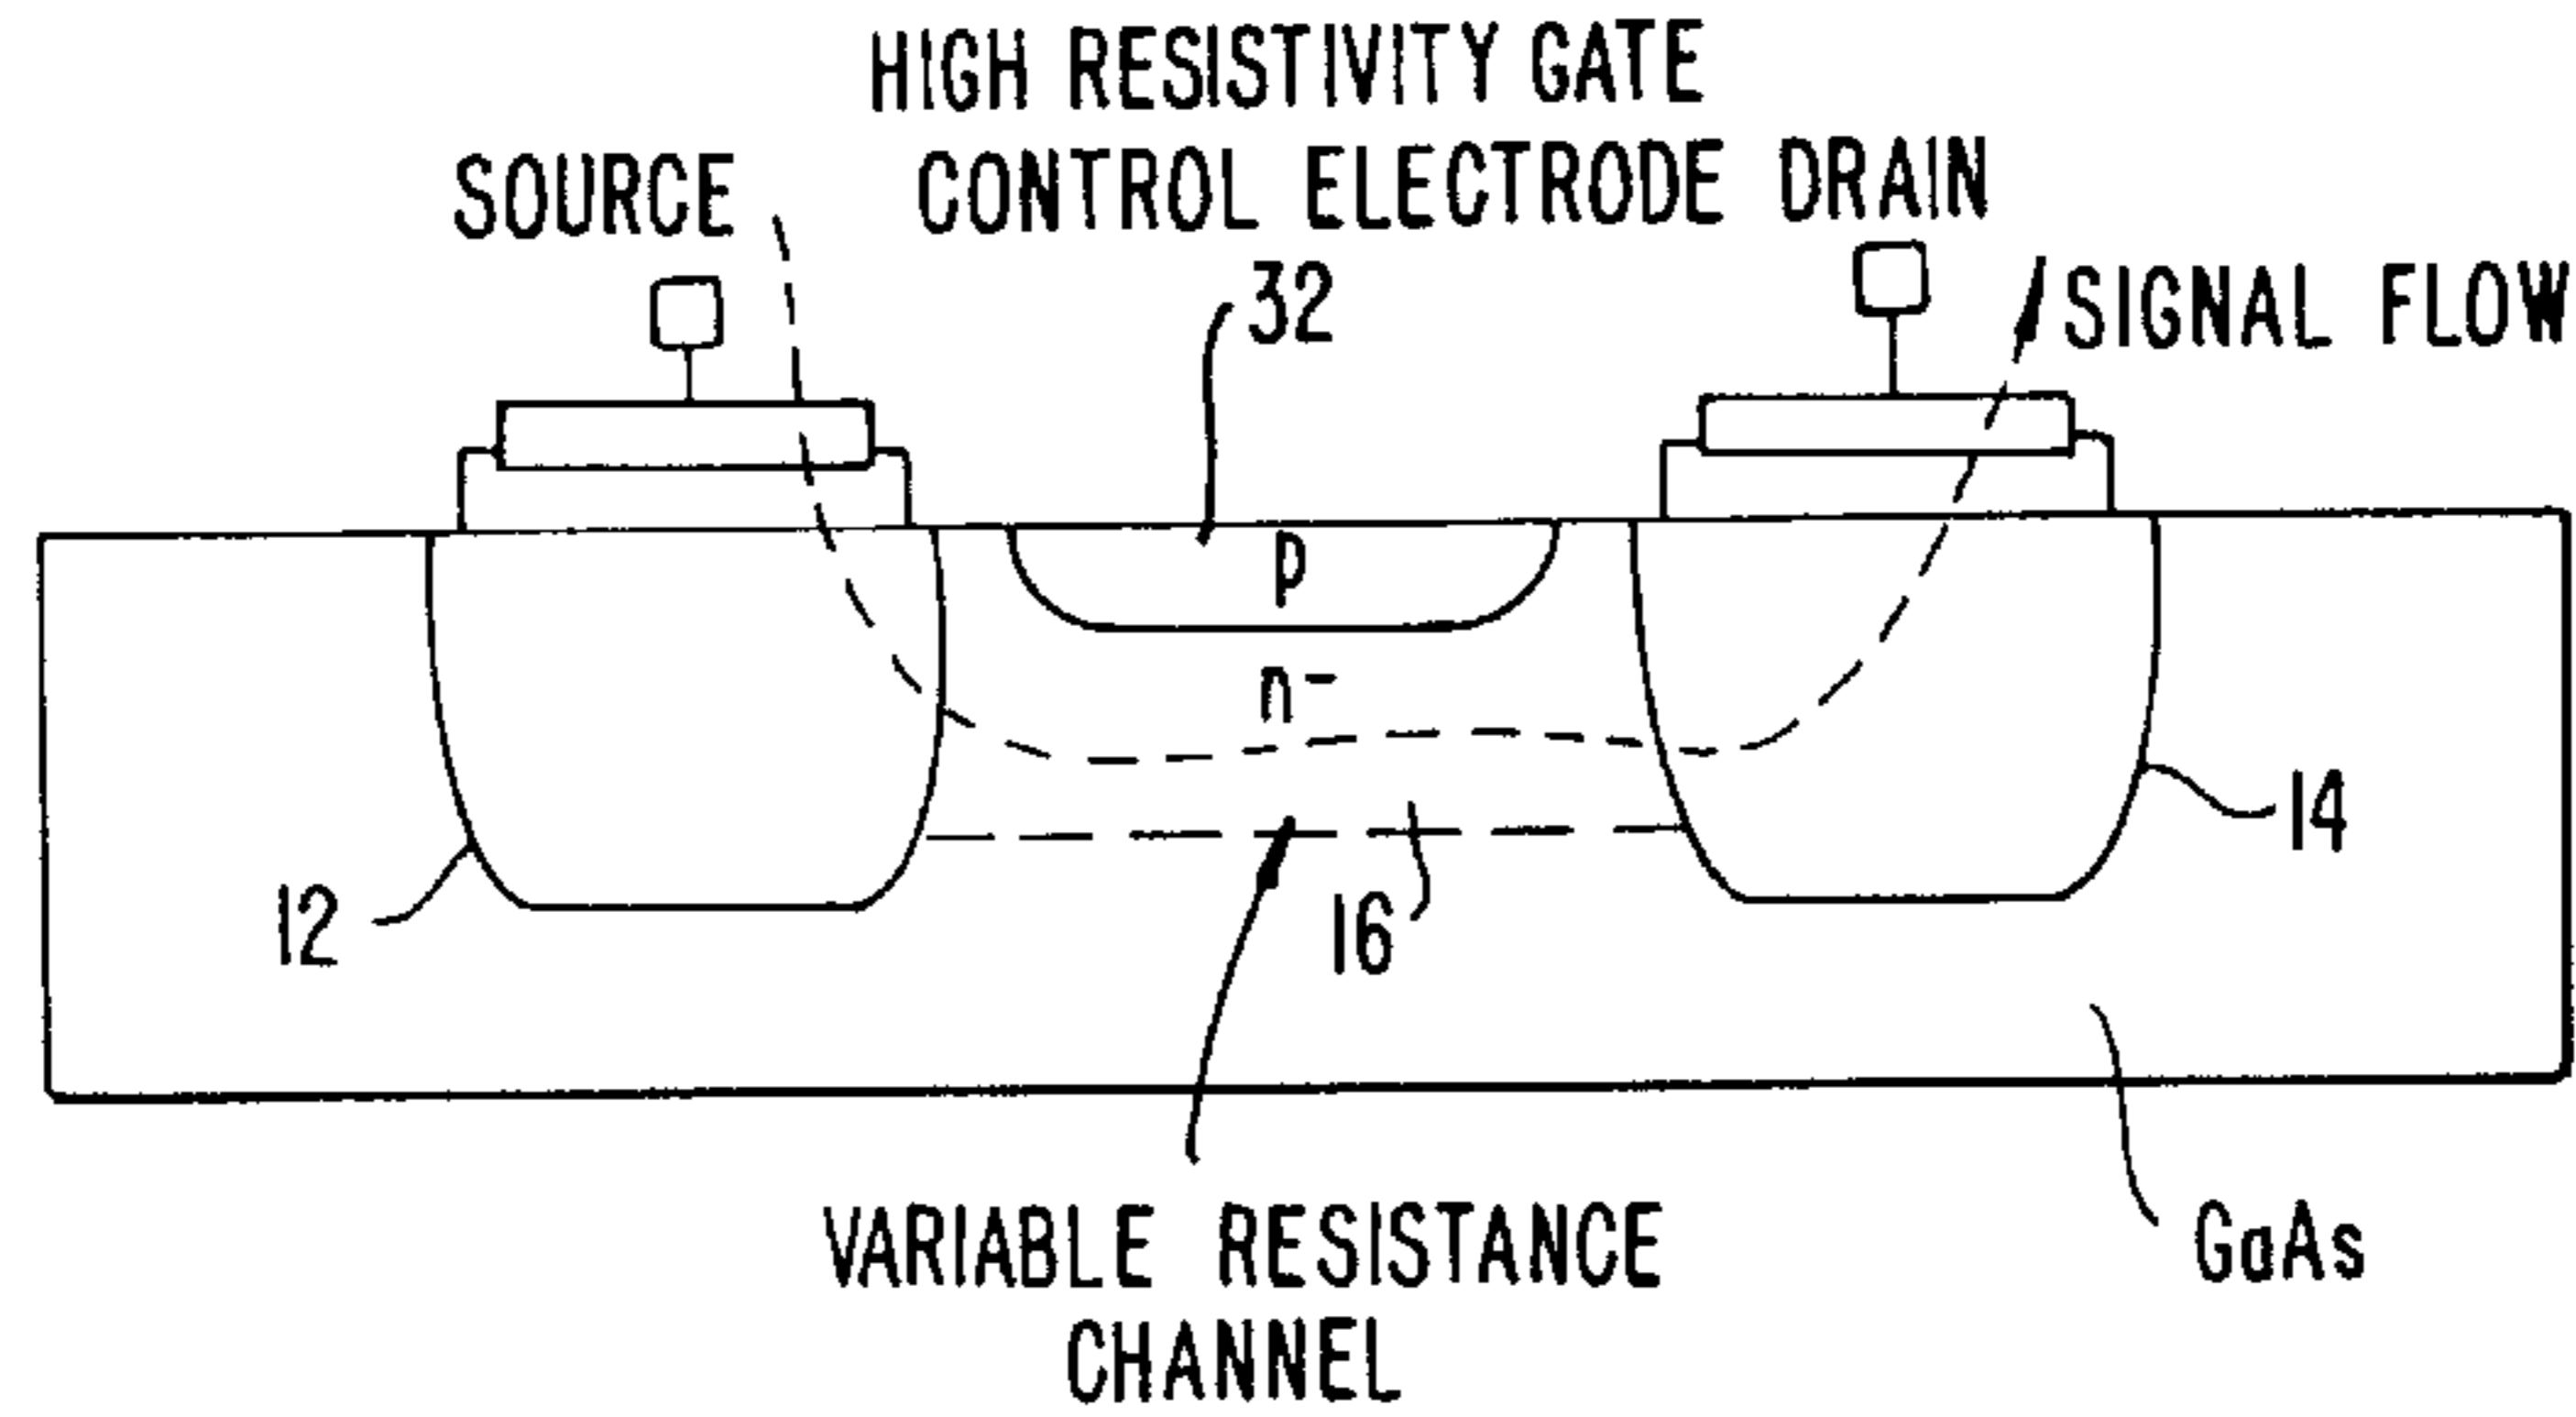 HIGH RESISTIVITY GATE
SOURCE
CONTROL ELECTRODE
DRAIN
32
SIGNAL FLOW
p
n-
14
12
16
GaAs
VARIABLE RESISTANCE
CHANNEL